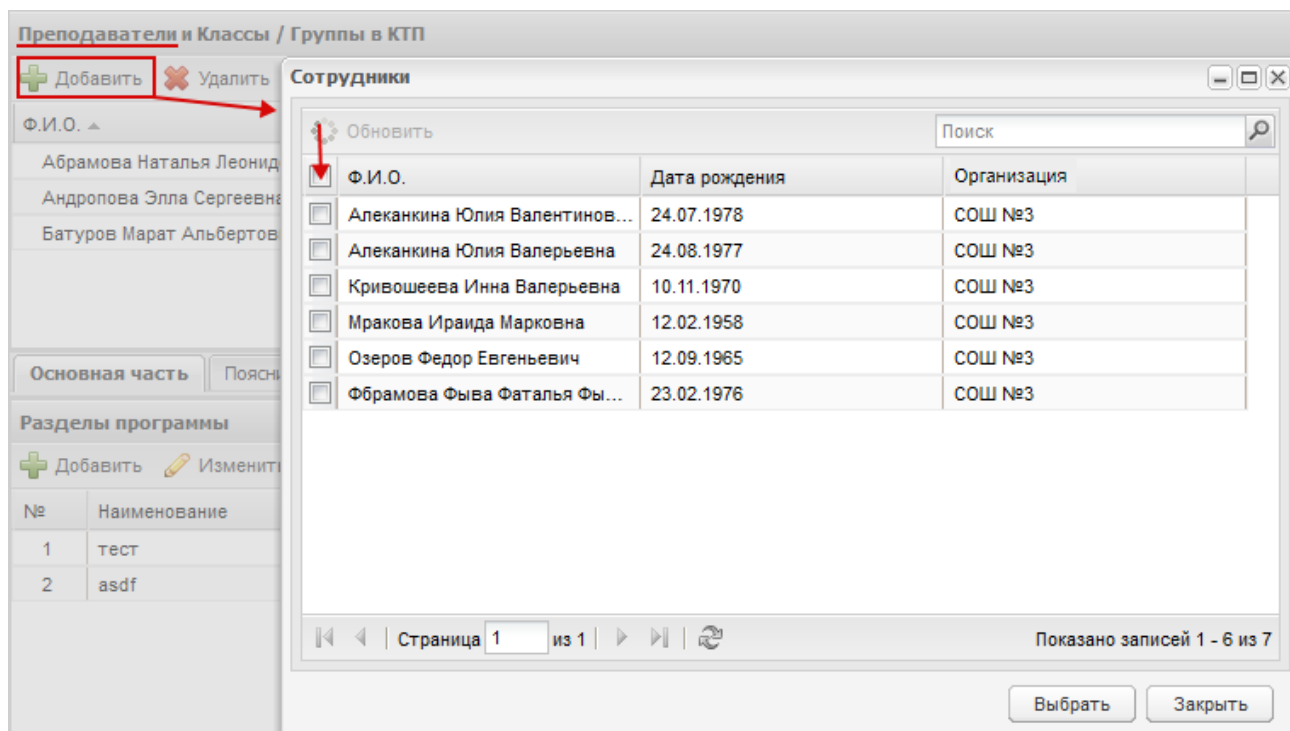 Преподаватели и Классы / Группы в КТП
Добавить Удалить
Ф.И.О.
Абрамова Наталья Леонид
Андропова Элла Сергеевна
Батуров Марат Альбертов
Основная часть Поясни
Разделы программы
Добавить Изменить
№ Наименование
1 тест
2 asdf
Сотрудники
Обновить Поиск
Ф.И.О. Дата рождения Организация
Алеканкина Юлия Валентинов... 24.07.1978 СОШ №3
Алеканкина Юлия Валерьевна 24.08.1977 СОШ №3
Кривошеева Инна Валерьевна 10.11.1970 СОШ №3
Мракова Ираида Марковна 12.02.1958 СОШ №3
Озеров Федор Евгеньевич 12.09.1965 СОШ №3
Фбрамова Фыва Фаталья Фы... 23.02.1976 СОШ №3
Страница 1 из 1 Показано записей 1 - 6 из 7
Выбрать Закрыть